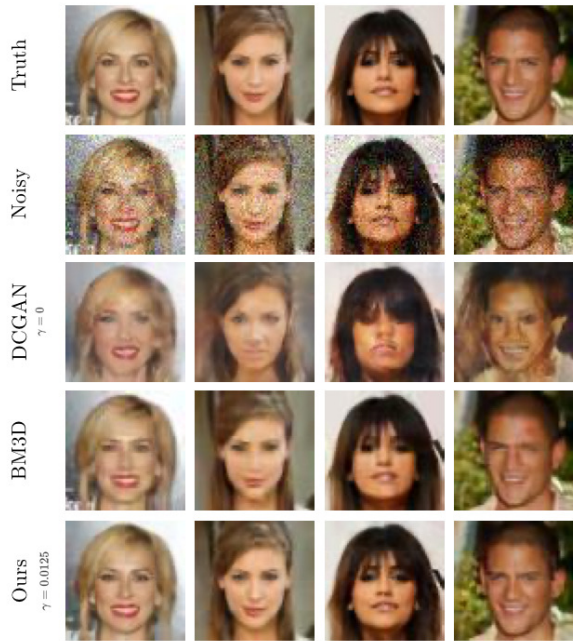 Truth
Noisy
DCGAN
γ = 0
BM3D
Ours
γ = 0.0125